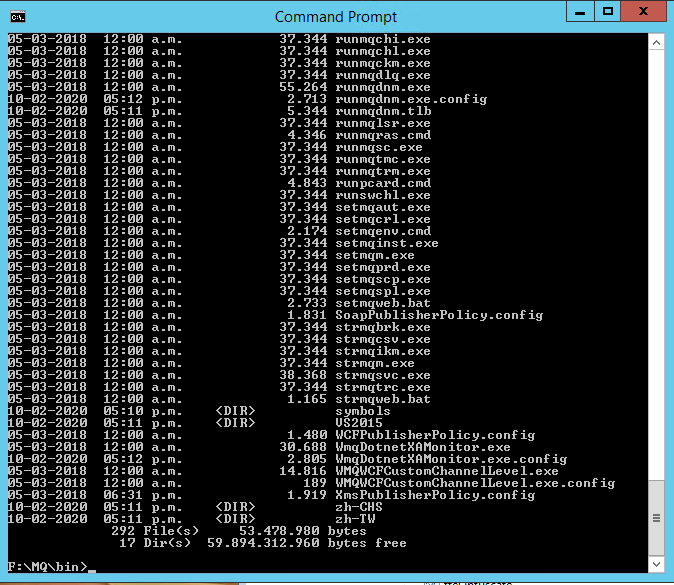 Command Prompt
05-03-2018 12:00 a.m. 37.344 runmqchi.exe
05-03-2018 12:00 a.m. 37.344 runmqchl.exe
05-03-2018 12:00 a.m. 37.344 runmqckm.exe
05-03-2018 12:00 a.m. 37.344 runmqdlq.exe
05-03-2018 12:00 a.m. 55.264 runmqdnm.exe
10-02-2020 05:12 p.m. 2.713 runmqdnm.exe.config
10-02-2020 05:11 p.m. 5.344 runmqdnm.tlb
05-03-2018 12:00 a.m. 37.344 runmqlsr.exe
05-03-2018 12:00 a.m. 4.346 runmqras.cmd
05-03-2018 12:00 a.m. 37.344 runmqsc.exe
05-03-2018 12:00 a.m. 37.344 runmqtmc.exe
05-03-2018 12:00 a.m. 37.344 runmqtrm.exe
05-03-2018 12:00 a.m. 4.843 runpcard.cmd
05-03-2018 12:00 a.m. 37.344 runswchl.exe
05-03-2018 12:00 a.m. 37.344 setmqaut.exe
05-03-2018 12:00 a.m. 37.344 setmqcrl.exe
05-03-2018 12:00 a.m. 2.174 setmqenv.cmd
05-03-2018 12:00 a.m. 37.344 setmqinst.exe
05-03-2018 12:00 a.m. 37.344 setmqm.exe
05-03-2018 12:00 a.m. 37.344 setmqprd.exe
05-03-2018 12:00 a.m. 37.344 setmqscp.exe
05-03-2018 12:00 a.m. 37.344 setmqspl.exe
05-03-2018 12:00 a.m. 2.733 setmqweb.bat
05-03-2018 12:00 a.m. 1.831 SoapPublisherPolicy.config
05-03-2018 12:00 a.m. 37.344 strmqbrk.exe
05-03-2018 12:00 a.m. 37.344 strmqcsv.exe
05-03-2018 12:00 a.m. 37.344 strmqikm.exe
05-03-2018 12:00 a.m. 37.344 strmqm.exe
05-03-2018 12:00 a.m. 38.368 strmqsvc.exe
05-03-2018 12:00 a.m. 37.344 strmqtrc.exe
05-03-2018 12:00 a.m. 1.165 strmqweb.bat
10-02-2020 05:10 p.m. <DIR> symbols
10-02-2020 05:11 p.m. <DIR> VS2015
05-03-2018 12:00 a.m. 1.480 WCFPublisherPolicy.config
05-03-2018 12:00 a.m. 30.688 WmqDotnetXAMonitor.exe
10-02-2020 05:12 p.m. 2.805 WmqDotnetXAMonitor.exe.config
05-03-2018 12:00 a.m. 14.816 WMQWCFCustomChannelLevel.exe
05-03-2018 12:00 a.m. 189 WMQWCFCustomChannelLevel.exe.config
05-03-2018 06:31 p.m. 1.919 XmsPublisherPolicy.config
10-02-2020 05:11 p.m. <DIR> zh-CHS
10-02-2020 05:11 p.m. <DIR> zh-TW
292 File(s) 53.478.980 bytes
17 Dir(s) 59.894.312.960 bytes free
F:\MQ\bin>_